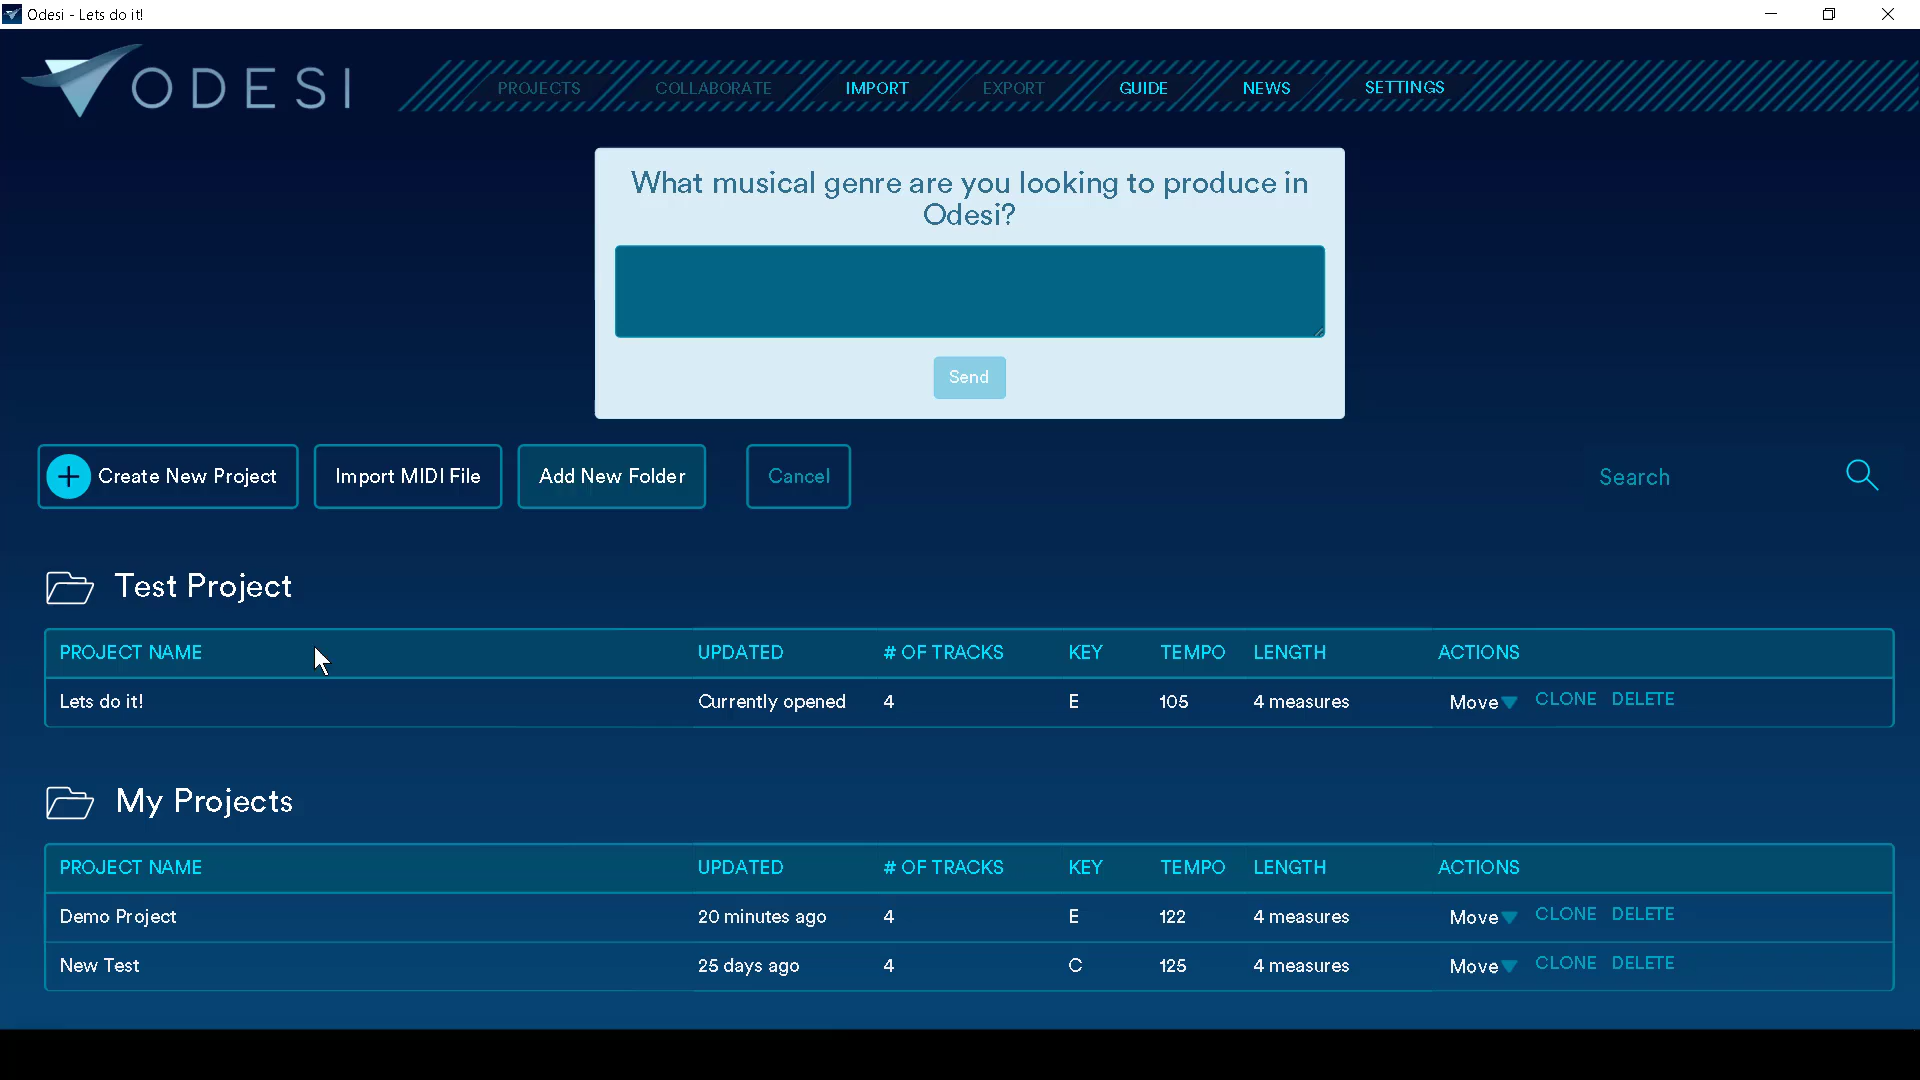 Odesi - Lets do it!
ODESI
PROJECTS COLLABORATE IMPORT EXPORT GUIDE NEWS SETTINGS
What musical genre are you looking to produce in
Odesi?
Send
Create New Project Import MIDI File Add New Folder Cancel Search
Test Project
PROJECT NAME UPDATED # OF TRACKS KEY TEMPO LENGTH ACTIONS
Lets do it! Currently opened 4 E 105 4 measures Move CLONE DELETE
My Projects
PROJECT NAME UPDATED # OF TRACKS KEY TEMPO LENGTH ACTIONS
Demo Project 20 minutes ago 4 E 122 4 measures Move CLONE DELETE
New Test 25 days ago 4 C 125 4 measures Move CLONE DELETE